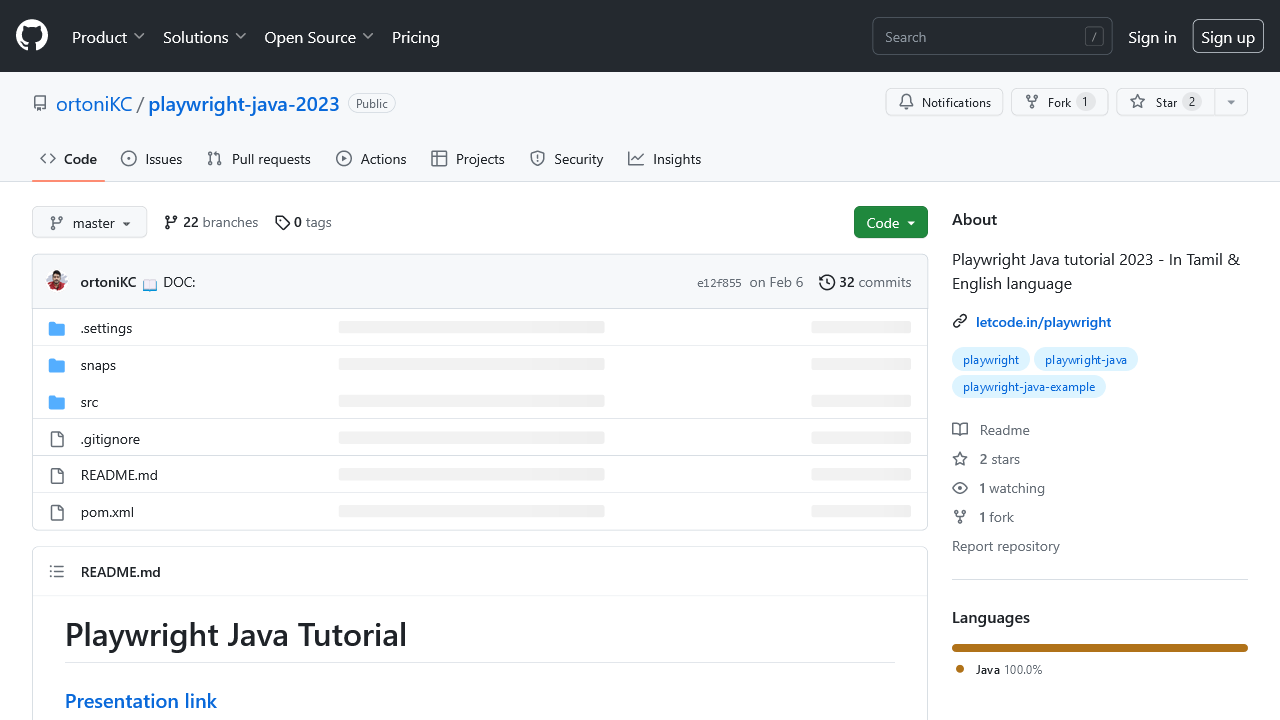 Product Solutions Open Source Pricing Search / Sign in Sign up
ortoniKC / playwright-java-2023 Public Notifications Fork 1 Star 2
Code Issues Pull requests Actions Projects Security Insights
master 22 branches 0 tags Code
ortoniKC DOC: e12f855 on Feb 6 32 commits
.settings
snaps
src
.gitignore
README.md
pom.xml
README.md
Playwright Java Tutorial
Presentation link
About
Playwright Java tutorial 2023 - In Tamil &
English language
letcode.in/playwright
playwright playwright-java
playwright-java-example
Readme
2 stars
1 watching
1 fork
Report repository
Languages
Java 100.0%